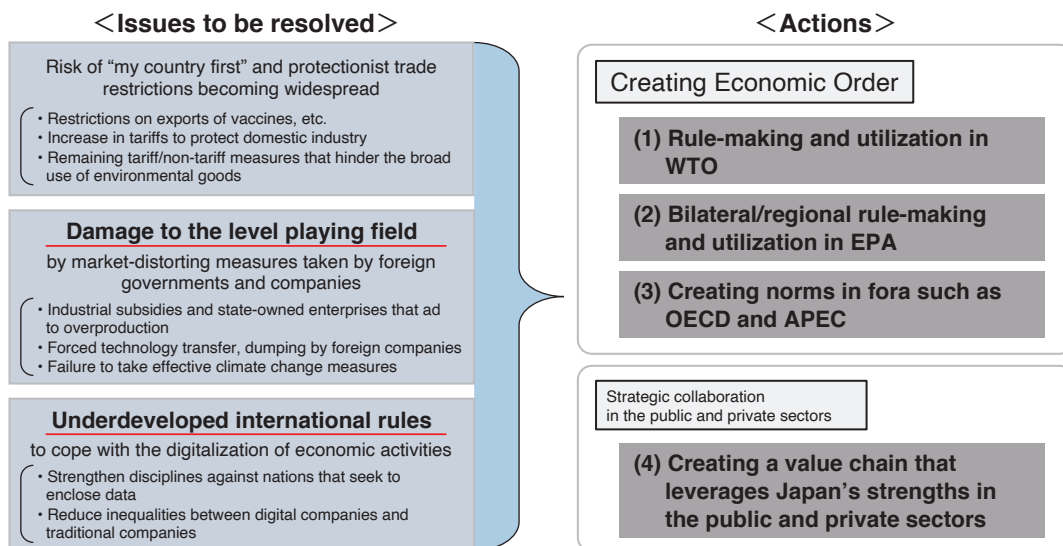 ＜Issues to be resolved＞
Risk of “my country first” and protectionist trade
restrictions becoming widespread
・Restrictions on exports of vaccines, etc.
・Increase in tariffs to protect domestic industry
・Remaining tariff/non-tariff measures that hinder the broad
use of environmental goods
Damage to the level playing field
by market-distorting measures taken by foreign
governments and companies
・Industrial subsidies and state-owned enterprises that ad
to overproduction
・Forced technology transfer, dumping by foreign companies
・Failure to take effective climate change measures
Underdeveloped international rules
to cope with the digitalization of economic activities
・Strengthen disciplines against nations that seek to
enclose data
・Reduce inequalities between digital companies and
traditional companies
＜Actions＞
Creating Economic Order
(1) Rule-making and utilization in
WTO
(2) Bilateral/regional rule-making
and utilization in EPA
(3) Creating norms in fora such as
OECD and APEC
Strategic collaboration
in the public and private sectors
(4) Creating a value chain that
leverages Japan’s strengths in
the public and private sectors